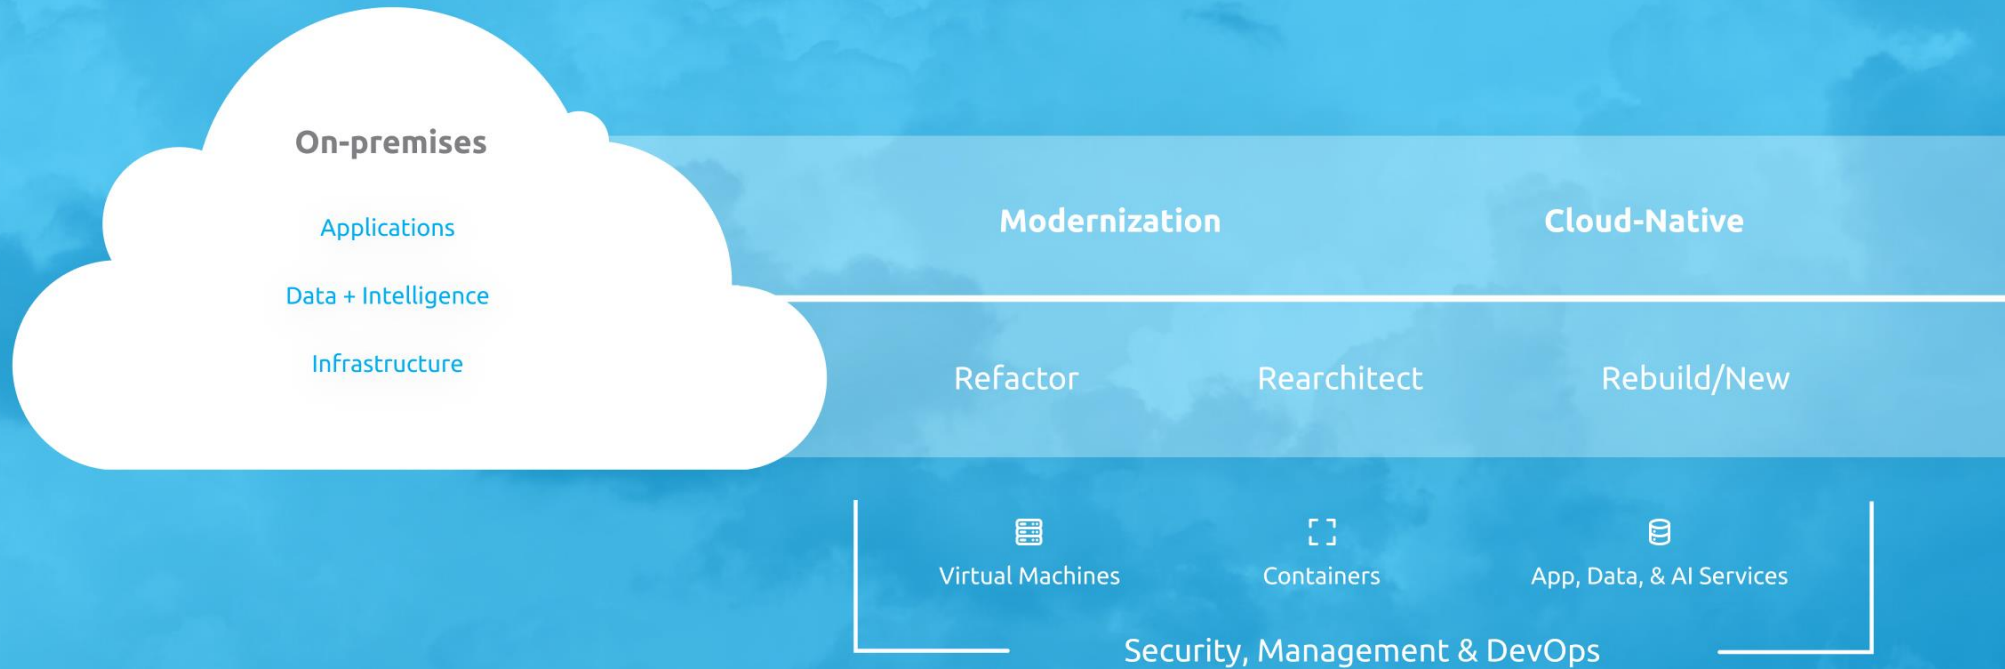 On-premises
Applications
Data + Intelligence
Infrastructure
Modernization
Cloud-Native
Refactor
Rearchitect
Rebuild/New
Virtual Machines
Containers
App, Data, & AI Services
Security, Management & DevOps